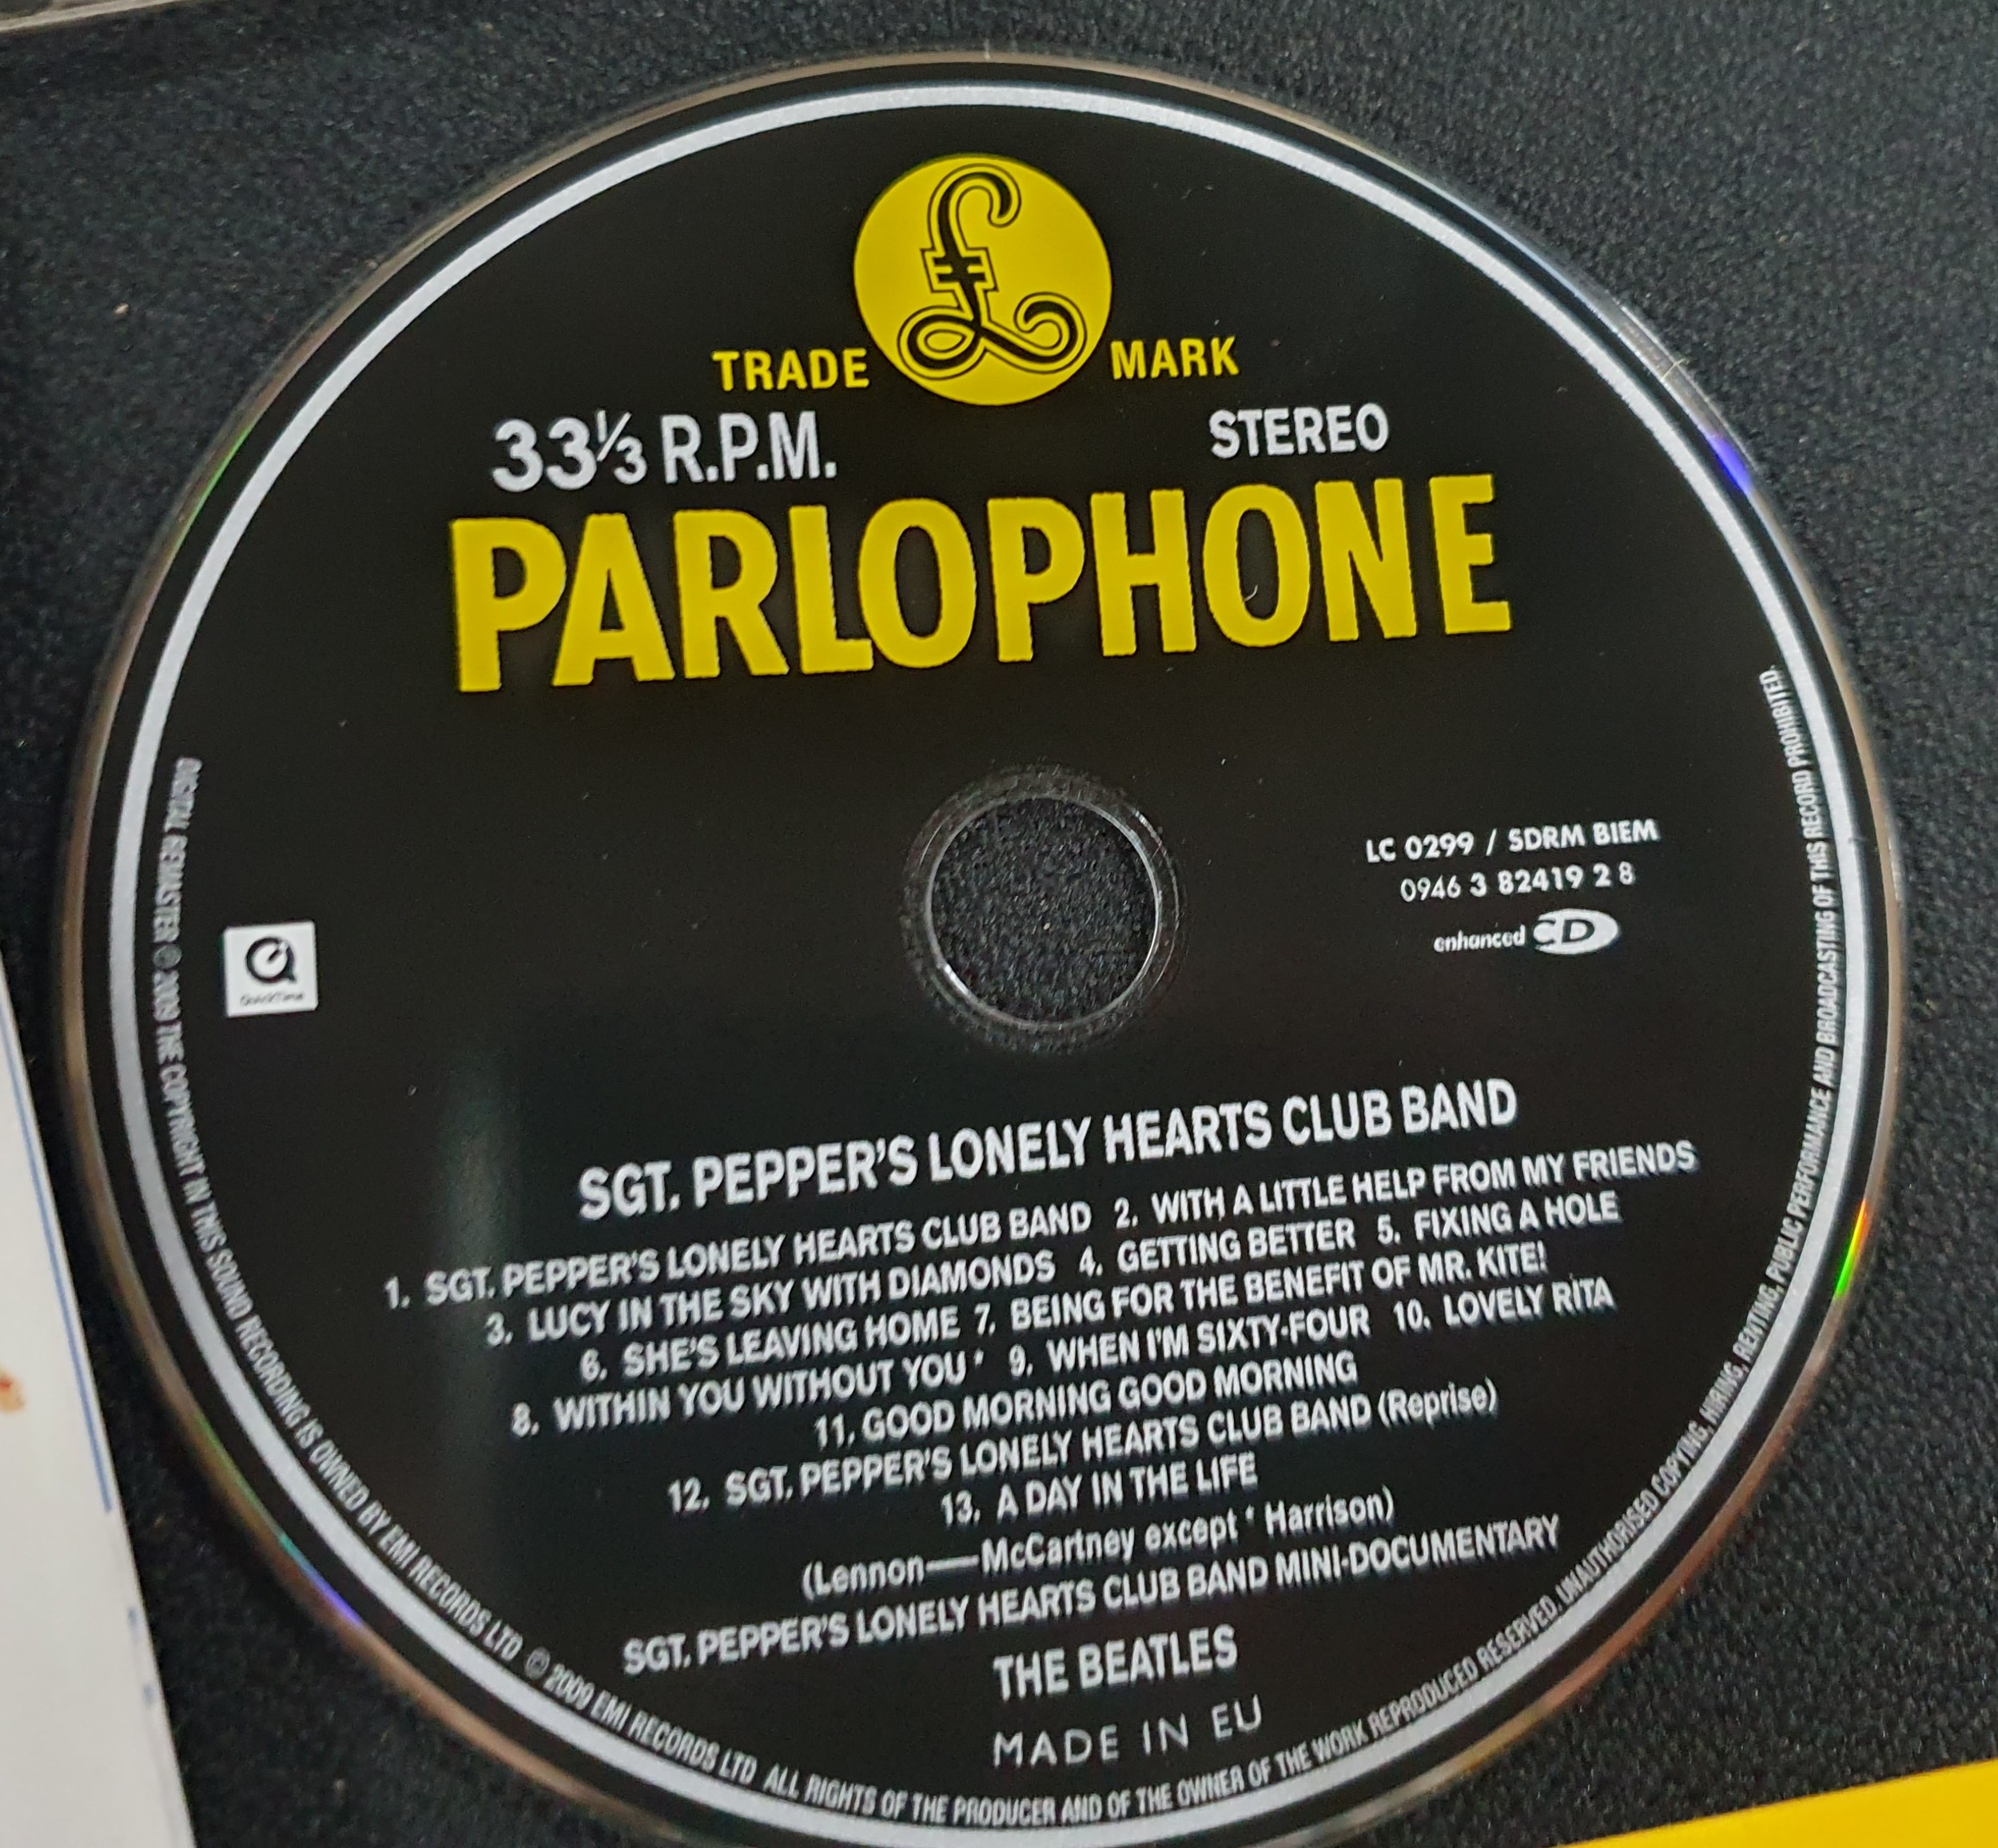 TRADE MARK
33⅓ R.P.M. STEREO
PARLOPHONE
LC 0299 / SDRM BIEM
0946 3 82419 2 8
enhanced CD
QuickTime
SGT. PEPPER'S LONELY HEARTS CLUB BAND
1. SGT. PEPPER'S LONELY HEARTS CLUB BAND 2. WITH A LITTLE HELP FROM MY FRIENDS
3. LUCY IN THE SKY WITH DIAMONDS 4. GETTING BETTER 5. FIXING A HOLE
6. SHE'S LEAVING HOME 7. BEING FOR THE BENEFIT OF MR. KITE!
8. WITHIN YOU WITHOUT YOU * 9. WHEN I'M SIXTY-FOUR 10. LOVELY RITA
11. GOOD MORNING GOOD MORNING
12. SGT. PEPPER'S LONELY HEARTS CLUB BAND (Reprise)
13. A DAY IN THE LIFE
(Lennon—McCartney except * Harrison)
SGT. PEPPER'S LONELY HEARTS CLUB BAND MINI-DOCUMENTARY
THE BEATLES
MADE IN EU
DIGITAL REMASTER ℗ 2009 THE COPYRIGHT IN THIS SOUND RECORDING IS OWNED BY EMI RECORDS LTD © 2009 EMI RECORDS LTD ALL RIGHTS OF THE PRODUCER AND OF THE OWNER OF THE WORK REPRODUCED RESERVED. UNAUTHORISED COPYING, HIRING, RENTING, PUBLIC PERFORMANCE AND BROADCASTING OF THIS RECORD PROHIBITED.